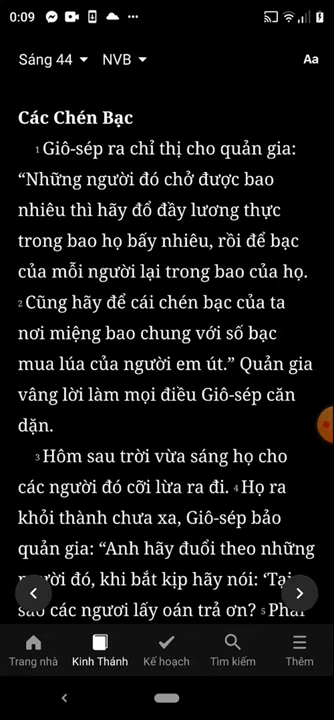 0:09
Sáng 44 NVB Aa
Các Chén Bạc
1 Giô-sép ra chỉ thị cho quản gia:
“Những người đó chở được bao
nhiêu thì hãy đổ đầy lương thực
trong bao họ bấy nhiêu, rồi để bạc
của mỗi người lại trong bao của họ.
2 Cũng hãy để cái chén bạc của ta
nơi miệng bao chung với số bạc
mua lúa của người em út.” Quản gia
vâng lời làm mọi điều Giô-sép căn
dặn.
3 Hôm sau trời vừa sáng họ cho
các người đó cỡi lừa ra đi. 4 Họ ra
khỏi thành chưa xa, Giô-sép bảo
quản gia: “Anh hãy đuổi theo những
người đó, khi bắt kịp hãy nói: ‘Tại
sao các ngươi lấy oán trả ơn? 5 Phải
Trang nhà Kinh Thánh Kế hoạch Tìm kiếm Thêm